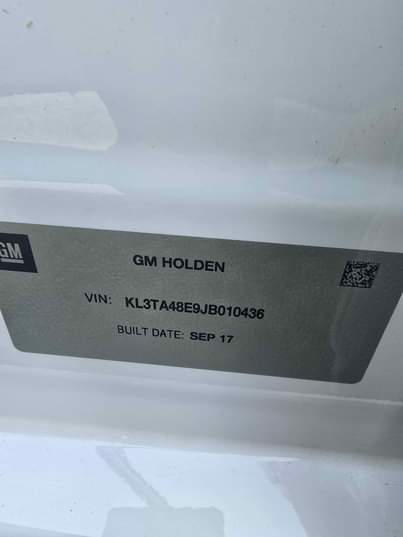 GM
GM HOLDEN
VIN: KL3TA48E9JB010436
BUILT DATE: SEP 17